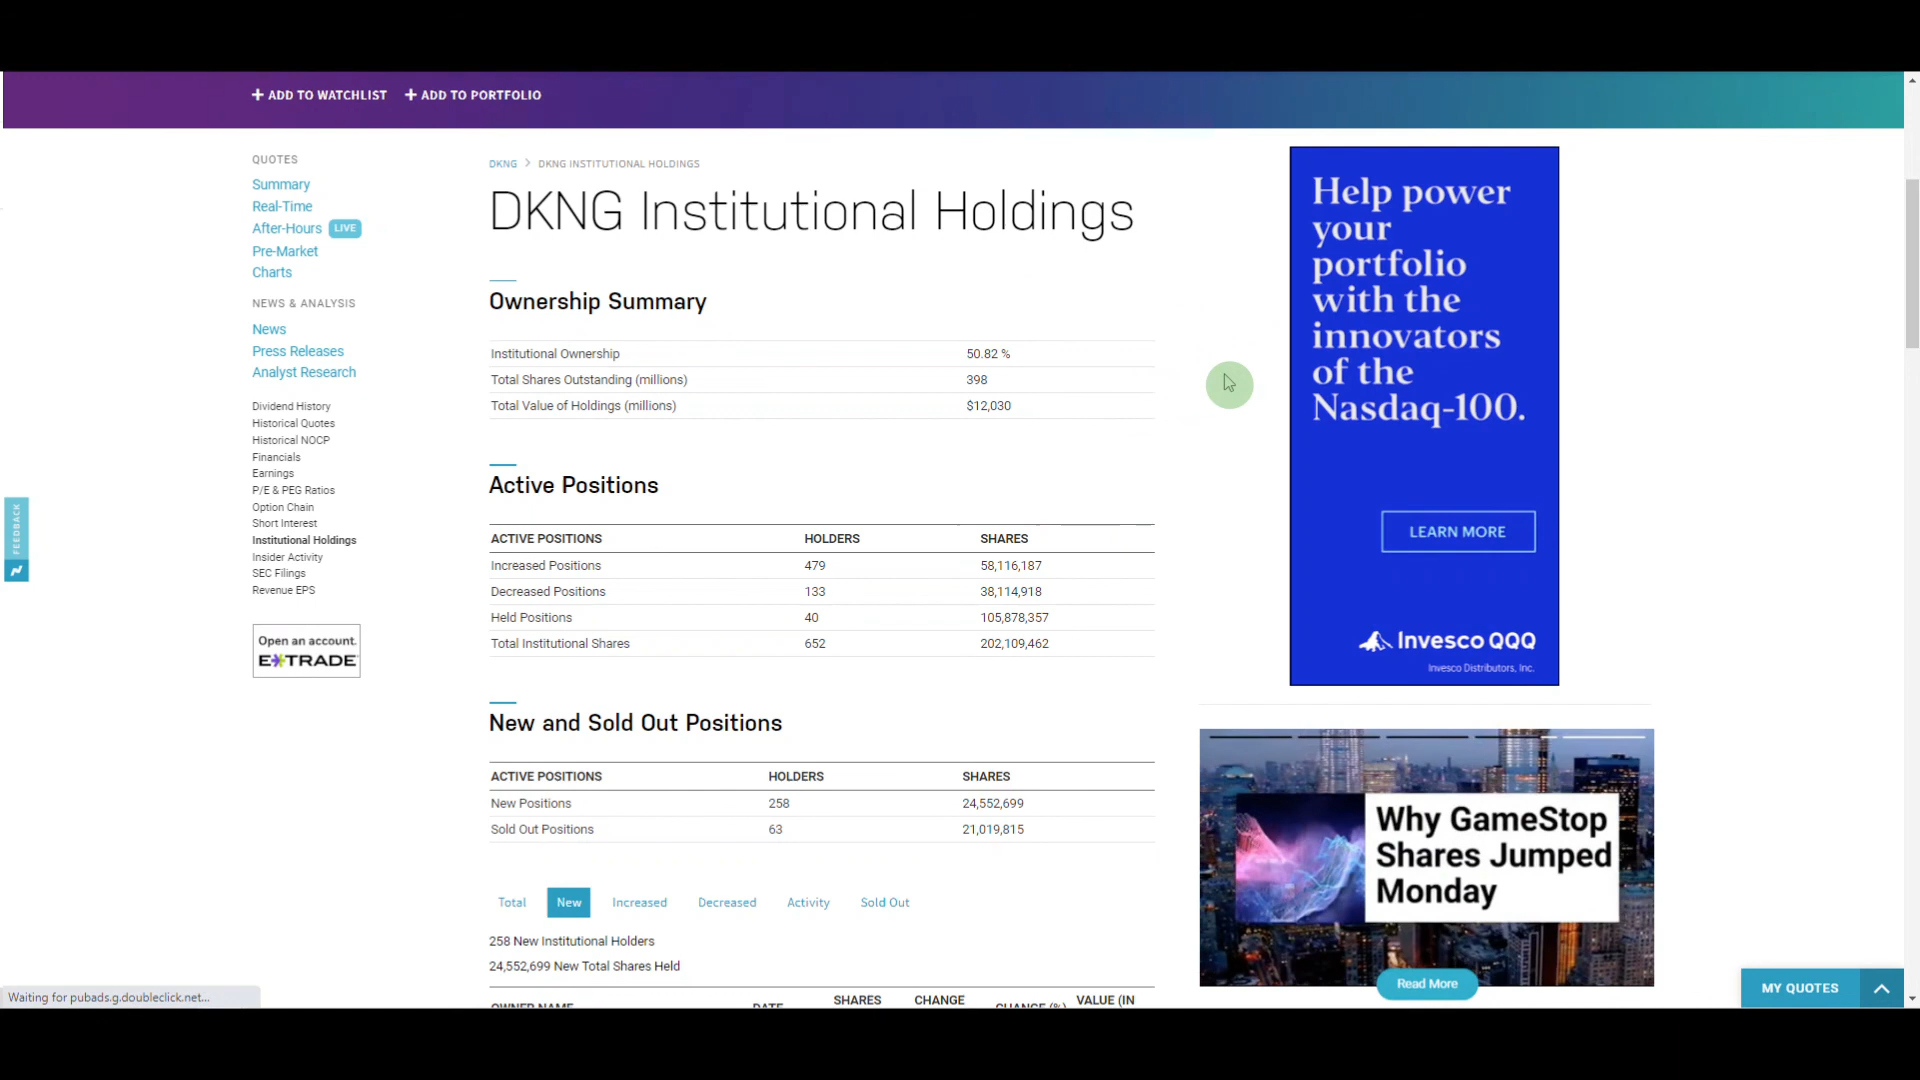 ADD TO WATCHLIST ADD TO PORTFOLIO
QUOTES
Summary
Real-Time
After-Hours LIVE
Pre-Market
Charts
NEWS & ANALYSIS
News
Press Releases
Analyst Research
Dividend History
Historical Quotes
Historical NOCP
Financials
Earnings
P/E & PEG Ratios
Option Chain
Short Interest
Institutional Holdings
Insider Activity
SEC Filings
Revenue EPS
Open an account.
E*TRADE
FEEDBACK
DKNG > DKNG INSTITUTIONAL HOLDINGS
DKNG Institutional Holdings
Ownership Summary
Institutional Ownership 50.82 %
Total Shares Outstanding (millions) 398
Total Value of Holdings (millions) $12,030
Active Positions
ACTIVE POSITIONS HOLDERS SHARES
Increased Positions 479 58,116,187
Decreased Positions 133 38,114,918
Held Positions 40 105,878,357
Total Institutional Shares 652 202,109,462
New and Sold Out Positions
ACTIVE POSITIONS HOLDERS SHARES
New Positions 258 24,552,699
Sold Out Positions 63 21,019,815
Total New Increased Decreased Activity Sold Out
258 New Institutional Holders
24,552,699 New Total Shares Held
SHARES CHANGE VALUE (IN
OWNER NAME DATE CHANGE (%)
Help power
your
portfolio
with the
innovators
of the
Nasdaq-100.
LEARN MORE
Invesco QQQ
Invesco Distributors, Inc.
Why GameStop
Shares Jumped
Monday
Read More
MY QUOTES
Waiting for pubads.g.doubleclick.net...